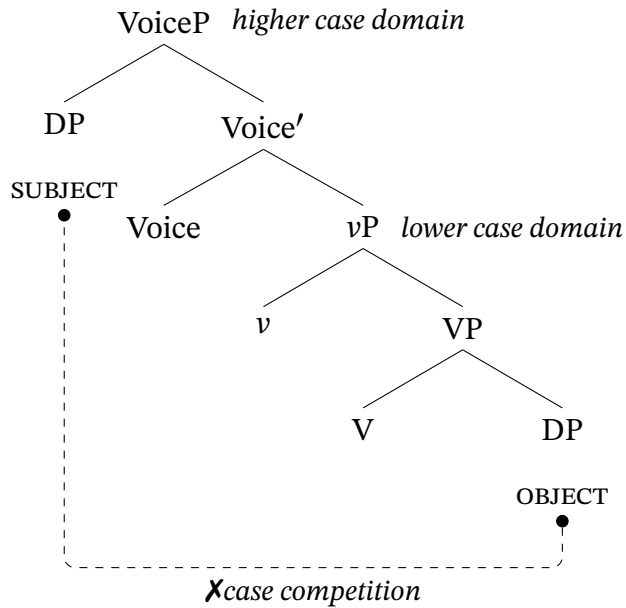 VoiceP higher case domain
DP Voice′
SUBJECT
Voice vP lower case domain
v VP
V DP
OBJECT
✗case competition